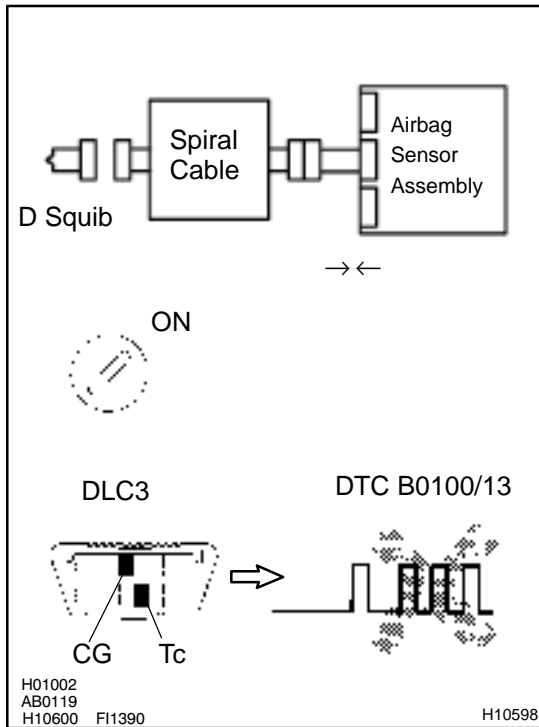 Spiral
Cable
Airbag
Sensor
Assembly
D Squib
ON
DLC3
DTC B0100/13
CG
Tc
H01002
AB0119
H10600 FI1390
H10598